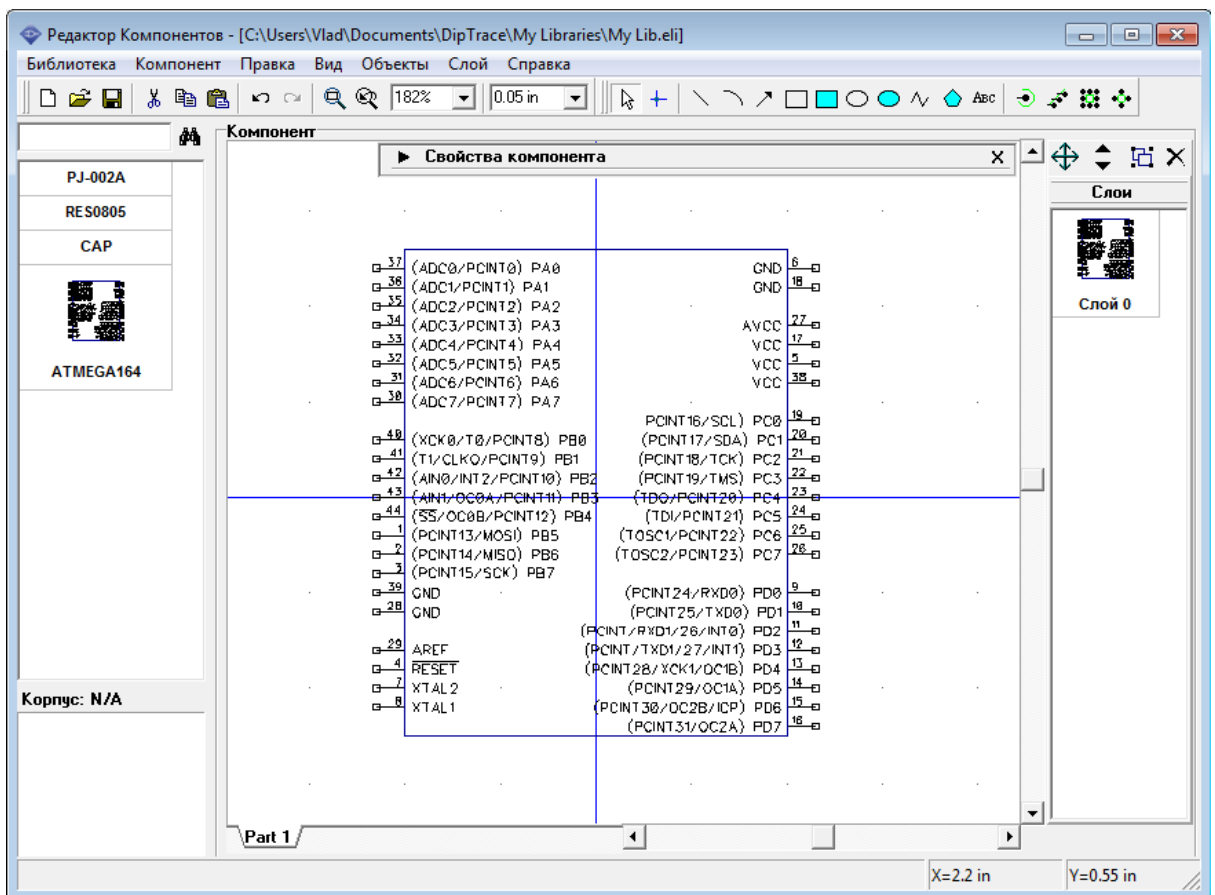 Редактор Компонентов - [C:\Users\Vlad\Documents\DipTrace\My Libraries\My Lib.eli]
Библиотека Компонент Правка Вид Объекты Слой Справка
182% 0.05 in ABC
Компонент
Свойства компонента X
PJ-002A
RES0805
CAP
ATMEGA164
Корпус: N/A
Слои
Слой 0
37 (ADC0/PCINT0) PA0 GND 6
36 (ADC1/PCINT1) PA1 GND 18
35 (ADC2/PCINT2) PA2
34 (ADC3/PCINT3) PA3 AVCC 27
33 (ADC4/PCINT4) PA4 VCC 17
32 (ADC5/PCINT5) PA5 VCC 5
31 (ADC6/PCINT6) PA6 VCC 38
30 (ADC7/PCINT7) PA7
PCINT16/SCL) PC0 19
40 (XCK0/T0/PCINT8) PB0 (PCINT17/SDA) PC1 20
41 (T1/CLKO/PCINT9) PB1 (PCINT18/TCK) PC2 21
42 (AIN0/INT2/PCINT10) PB2 (PCINT19/TMS) PC3 22
43 (AIN1/OC0A/PCINT11) PB3 (TDO/PCINT20) PC4 23
44 (SS/OC0B/PCINT12) PB4 (TDI/PCINT21) PC5 24
1 (PCINT13/MOSI) PB5 (TOSC1/PCINT22) PC6 25
2 (PCINT14/MISO) PB6 (TOSC2/PCINT23) PC7 26
3 (PCINT15/SCK) PB7
39 GND (PCINT24/RXD0) PD0 9
28 GND (PCINT25/TXD0) PD1 10
(PCINT/RXD1/26/INT0) PD2 11
29 AREF (PCINT/TXD1/27/INT1) PD3 12
4 RESET (PCINT28/XCK1/OC1B) PD4 13
7 XTAL2 (PCINT29/OC1A) PD5 14
8 XTAL1 (PCINT30/OC2B/ICP) PD6 15
(PCINT31/OC2A) PD7 16
Part 1
X=2.2 in Y=0.55 in